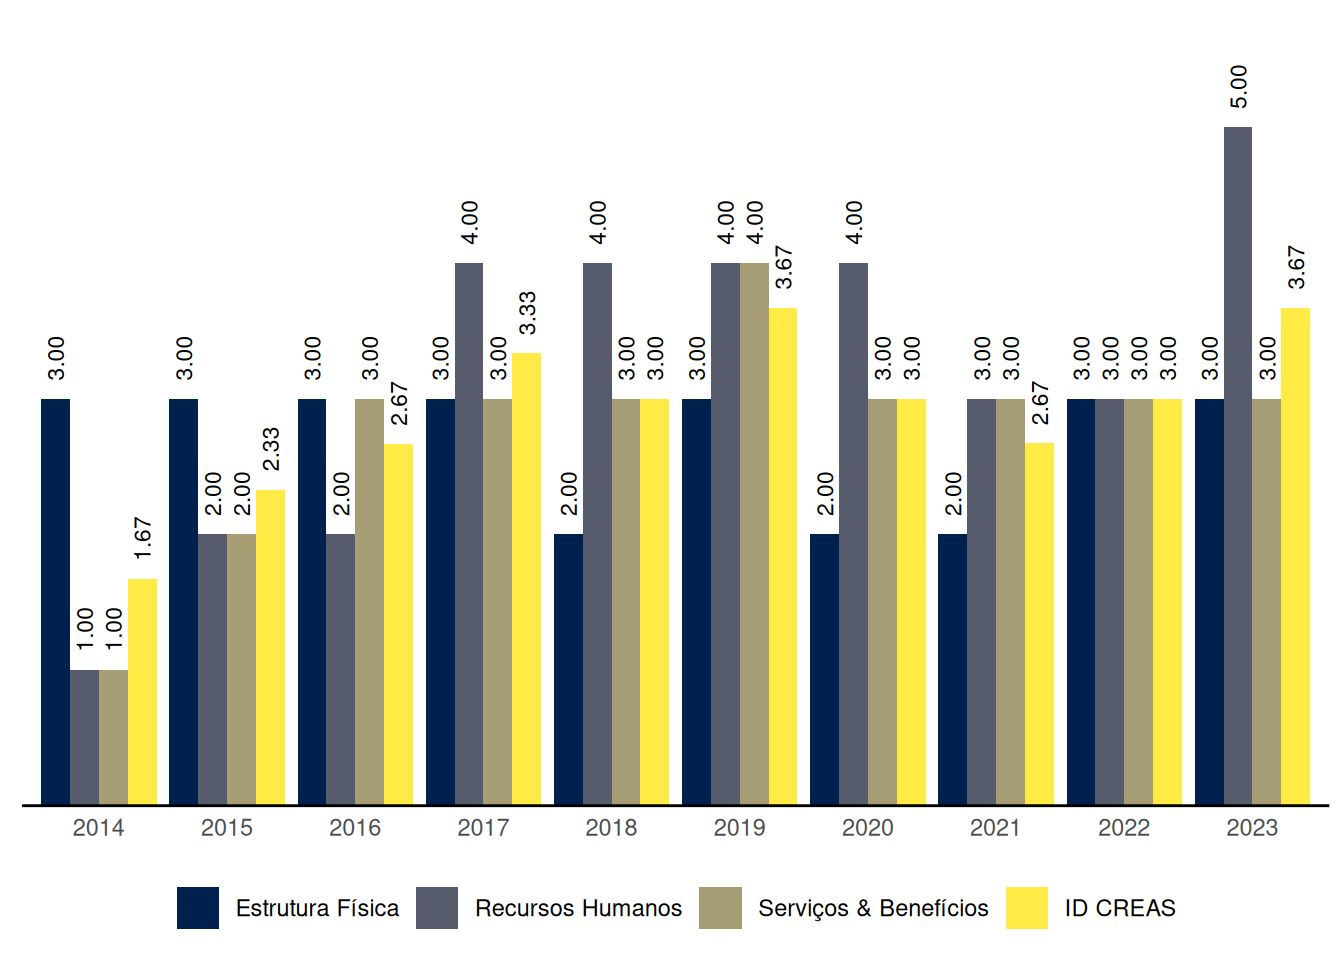 3.00 1.00 1.00 1.67 3.00 2.00 2.00 2.33 3.00 2.00 3.00 2.67 3.00 4.00 3.00 3.33 2.00 4.00 3.00 3.00 3.00 4.00 4.00 3.67 2.00 4.00 3.00 3.00 2.00 3.00 3.00 2.67 3.00 3.00 3.00 3.00 3.00 5.00 3.00 3.67
2014 2015 2016 2017 2018 2019 2020 2021 2022 2023
Estrutura Física Recursos Humanos Serviços & Benefícios ID CREAS